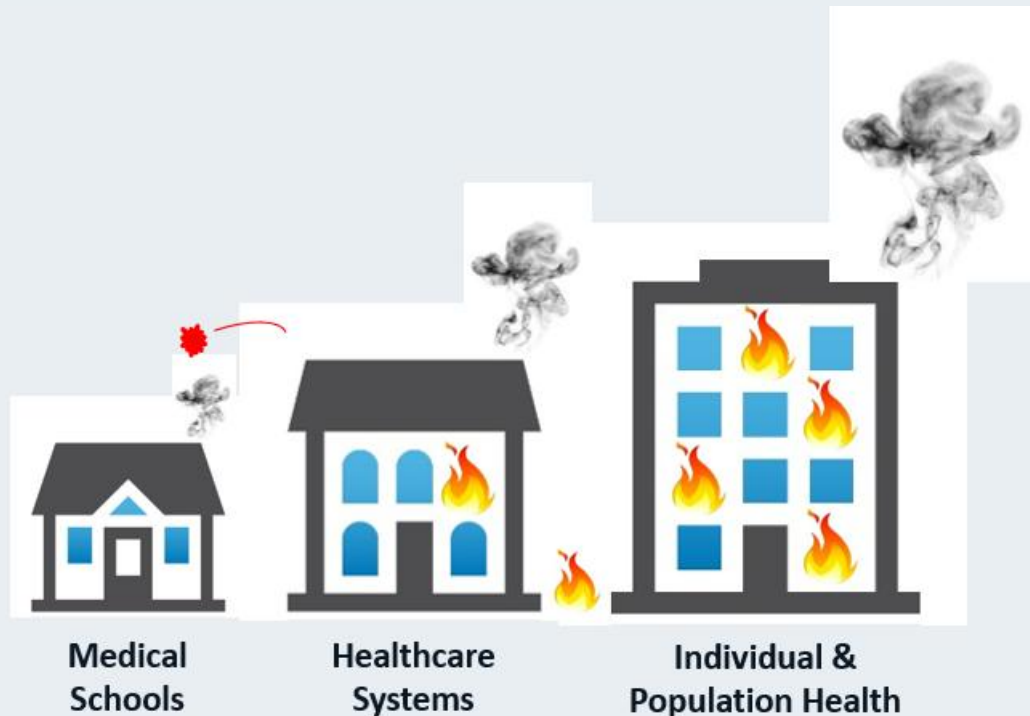 Medical
Schools
Healthcare
Systems
Individual &
Population Health